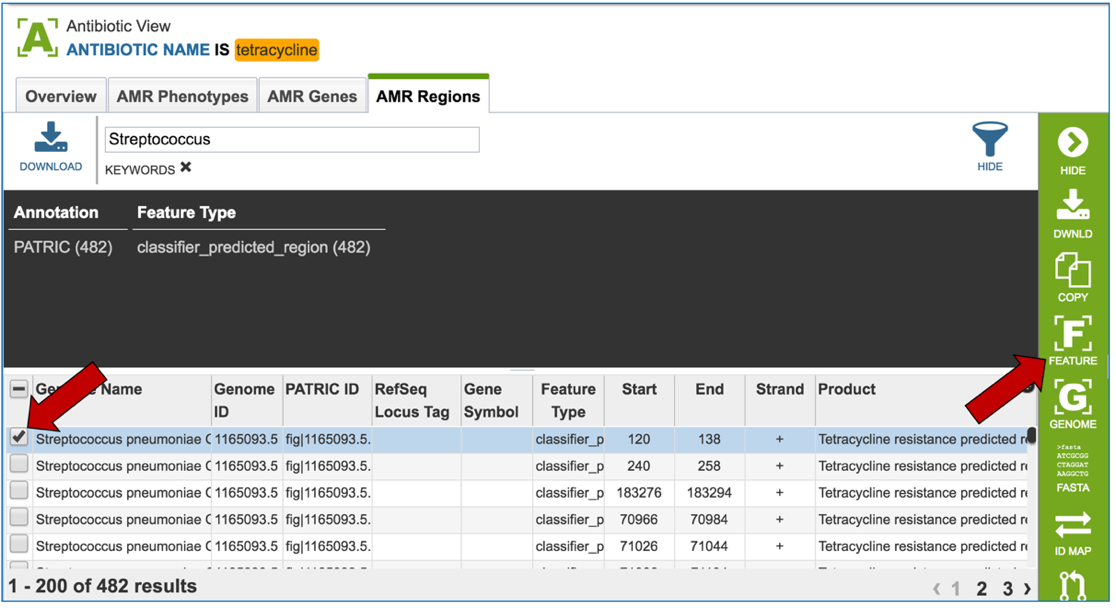 A
Antibiotic View
ANTIBIOTIC NAME IS tetracycline
Overview AMR Phenotypes AMR Genes AMR Regions
DOWNLOAD
Streptococcus
KEYWORDS ✖
HIDE
Annotation Feature Type
PATRIC (482) classifier_predicted_region (482)
HIDE
DWNLD
COPY
F
FEATURE
G
GENOME
>fasta
ATCGCGG
CTAGGAT
AAGGCTG
FASTA
ID MAP
Name Genome ID PATRIC ID RefSeq Locus Tag Gene Symbol Feature Type Start End Strand Product
Streptococcus pneumoniae 1165093.5 fig|1165093.5. classifier_p 120 138 + Tetracycline resistance predicted re
Streptococcus pneumoniae 1165093.5 fig|1165093.5. classifier_p 240 258 + Tetracycline resistance predicted re
Streptococcus pneumoniae 1165093.5 fig|1165093.5. classifier_p 183276 183294 + Tetracycline resistance predicted re
Streptococcus pneumoniae 1165093.5 fig|1165093.5. classifier_p 70966 70984 + Tetracycline resistance predicted re
Streptococcus pneumoniae 1165093.5 fig|1165093.5. classifier_p 71026 71044 + Tetracycline resistance predicted re
1 - 200 of 482 results
‹ 1 2 3 ›